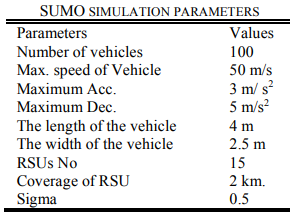 SUMO SIMULATION PARAMETERS
Parameters Values
Number of vehicles 100
Max. speed of Vehicle 50 m/s
Maximum Acc. 3 m/ s²
Maximum Dec. 5 m/s²
The length of the vehicle 4 m
The width of the vehicle 2.5 m
RSUs No 15
Coverage of RSU 2 km.
Sigma 0.5